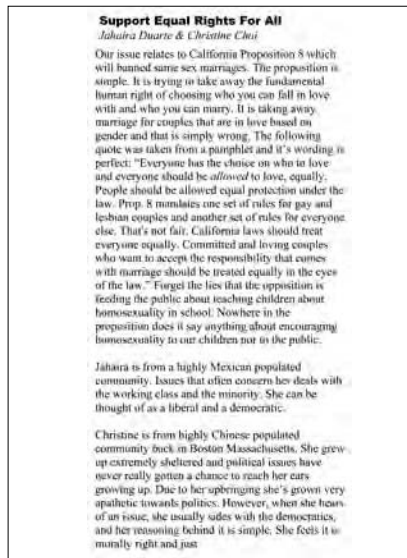 Support Equal Rights For All
Jahaira Duarte & Christine Choi
Our issue relates to California Proposition 8 which
will banned same sex marriages. The proposition is
simple. It is trying to take away the fundamental
human right of choosing who you can fall in love
with and who you can marry. It is taking away
marriage for couples that are in love based on
gender and that is simply wrong. The following
quote was taken from a pamphlet and it's wording is
perfect: "Everyone has the choice on who to love
and everyone should be allowed to love, equally.
People should be allowed equal protection under the
law. Prop. 8 mandates one set of rules for gay and
lesbian couples and another set of rules for everyone
else. That's not fair. California laws should treat
everyone equally. Committed and loving couples
who want to accept the responsibility that comes
with marriage should be treated equally in the eyes
of the law." Forget the lies that the opposition is
feeding the public about teaching children about
homosexuality in school. Nowhere in the
proposition does it say anything about encouraging
homosexuality to our children nor to the public.
Jahaira is from a highly Mexican populated
community. Issues that often concern her deals with
the working class and the minority. She can be
thought of as a liberal and a democratic.
Christine is from highly Chinese populated
community back in Boston Massachusetts. She grew
up extremely sheltered and political issues have
never really gotten a chance to reach her ears
growing up. Due to her upbringing she's grown very
apathetic towards politics. However, when she hears
of an issue, she usually sides with the democratics,
and her reasoning behind it is simple. She feels it is
morally right and just